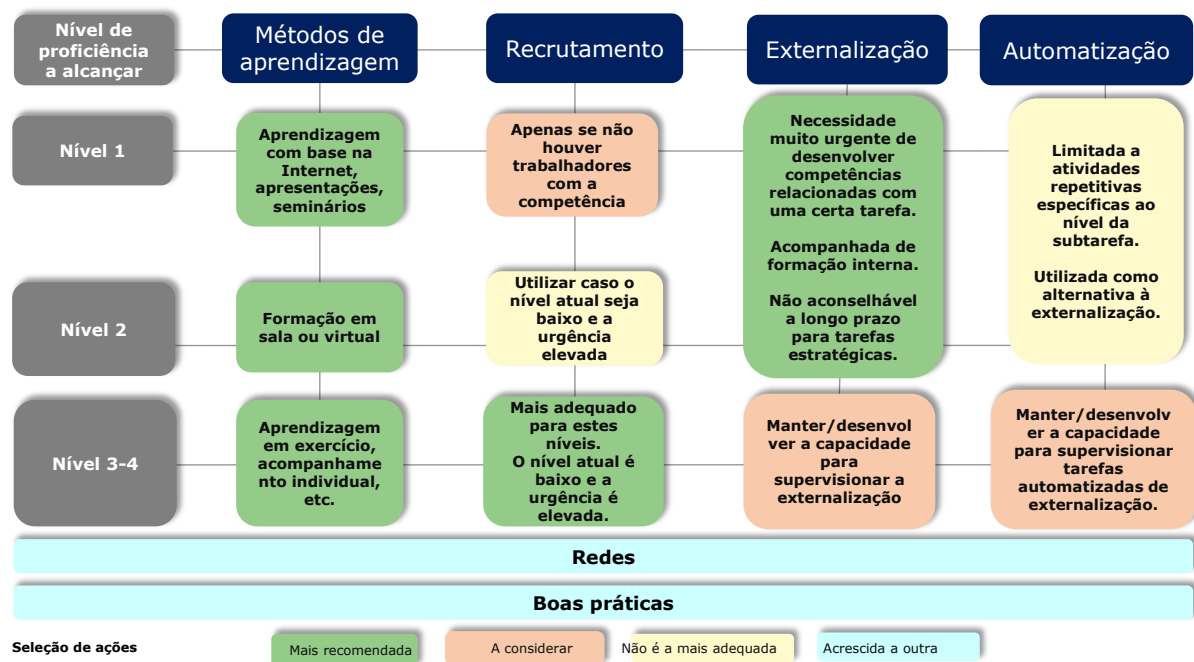 Nível de
proficiência
a alcançar
Métodos de
aprendizagem
Recrutamento
Externalização
Automatização
Nível 1
Aprendizagem
com base na
Internet,
apresentações,
seminários
Apenas se não
houver
trabalhadores
com a
competência
Necessidade
muito urgente de
desenvolver
competências
relacionadas com
uma certa tarefa.
Acompanhada de
formação interna.
Não aconselhável
a longo prazo
para tarefas
estratégicas.
Limitada a
atividades
repetitivas
específicas ao
nível da
subtarefa.
Utilizada como
alternativa à
externalização.
Nível 2
Formação em
sala ou virtual
Utilizar caso o
nível atual seja
baixo e a
urgência
elevada
Nível 3-4
Aprendizagem
em exercício,
acompanhame
nto individual,
etc.
Mais adequado
para estes
níveis.
O nível atual é
baixo e a
urgência é
elevada.
Manter/desenvol
ver a capacidade
para
supervisionar a
externalização
Manter/desenvolv
er a capacidade
para supervisionar
tarefas
automatizadas de
externalização.
Redes
Boas práticas
Seleção de ações
Mais recomendada
A considerar
Não é a mais adequada
Acrescida a outra